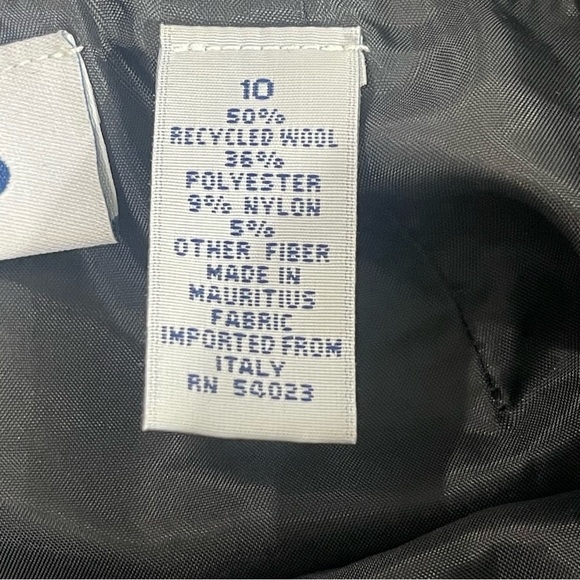 10
50%
RECYCLED WOOL
36%
POLYESTER
9% NYLON
5%
OTHER FIBER
MADE IN
MAURITIUS
FABRIC
IMPORTED FROM
ITALY
RN 54023